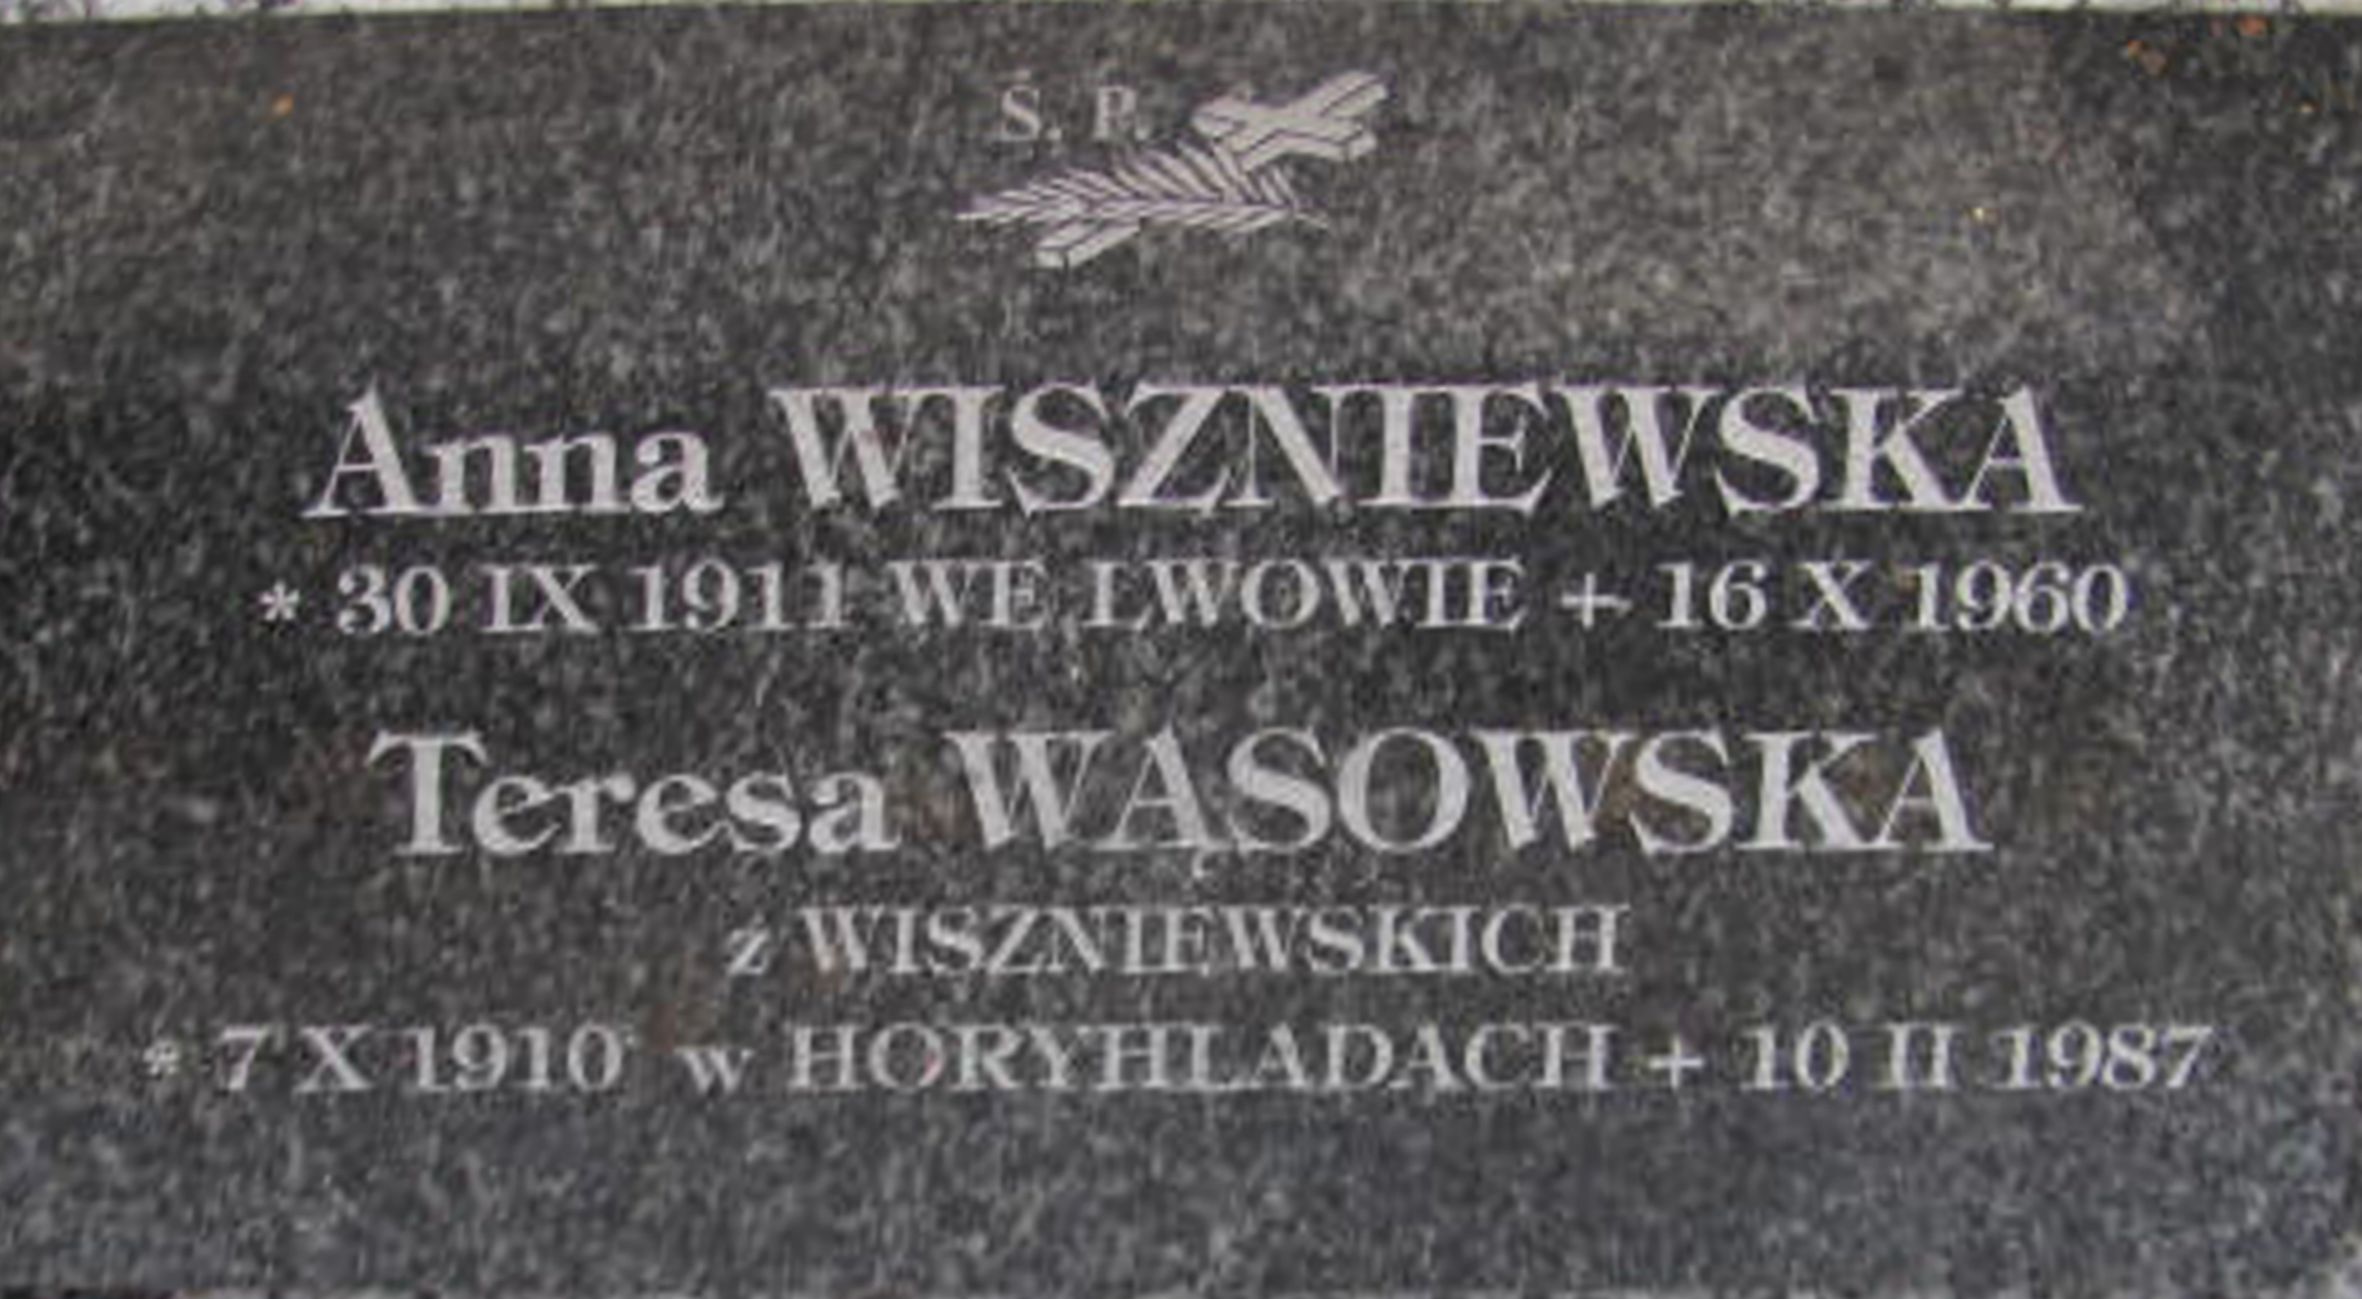 Ś. P.
Anna WISZNIEWSKA
* 30 IX 1911 WE LWOWIE + 16 X 1960
Teresa WĄSOWSKA
z WISZNIEWSKICH
* 7 X 1910 w HORYHLADACH + 10 II 1987